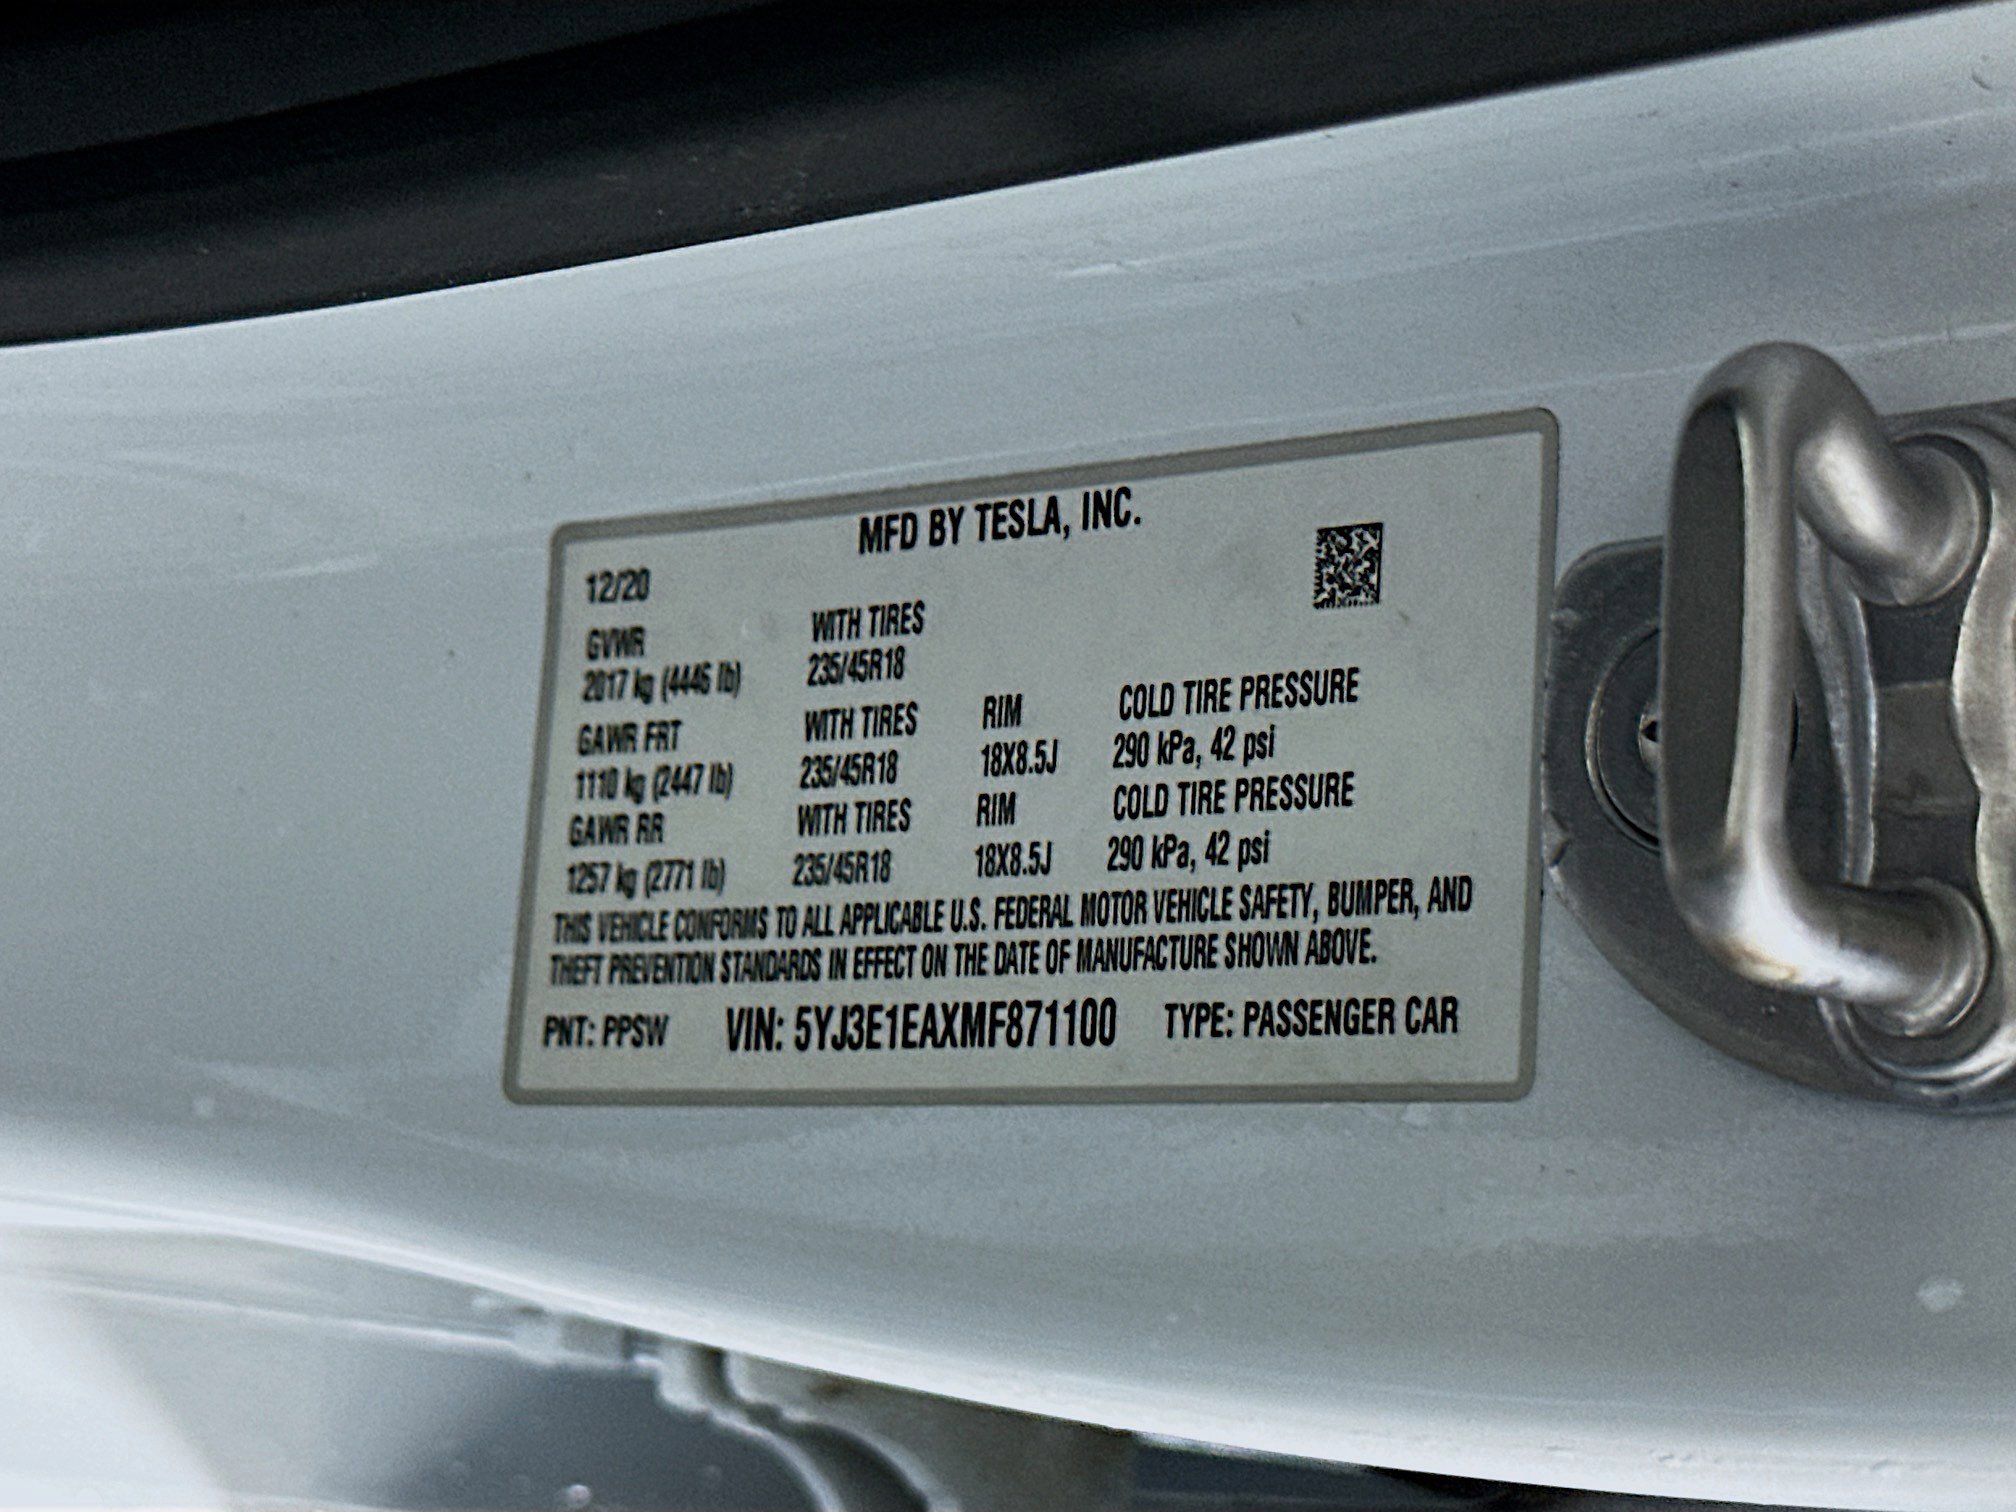 MFD BY TESLA, INC.
12/20
GVWR WITH TIRES
2017 kg (4446 lb) 235/45R18
GAWR FRT WITH TIRES RIM COLD TIRE PRESSURE
1110 kg (2447 lb) 235/45R18 18X8.5J 290 kPa, 42 psi
GAWR RR WITH TIRES RIM COLD TIRE PRESSURE
1257 kg (2771 lb) 235/45R18 18X8.5J 290 kPa, 42 psi
THIS VEHICLE CONFORMS TO ALL APPLICABLE U.S. FEDERAL MOTOR VEHICLE SAFETY, BUMPER, AND
THEFT PREVENTION STANDARDS IN EFFECT ON THE DATE OF MANUFACTURE SHOWN ABOVE.
PNT: PPSW VIN: 5YJ3E1EAXMF871100 TYPE: PASSENGER CAR